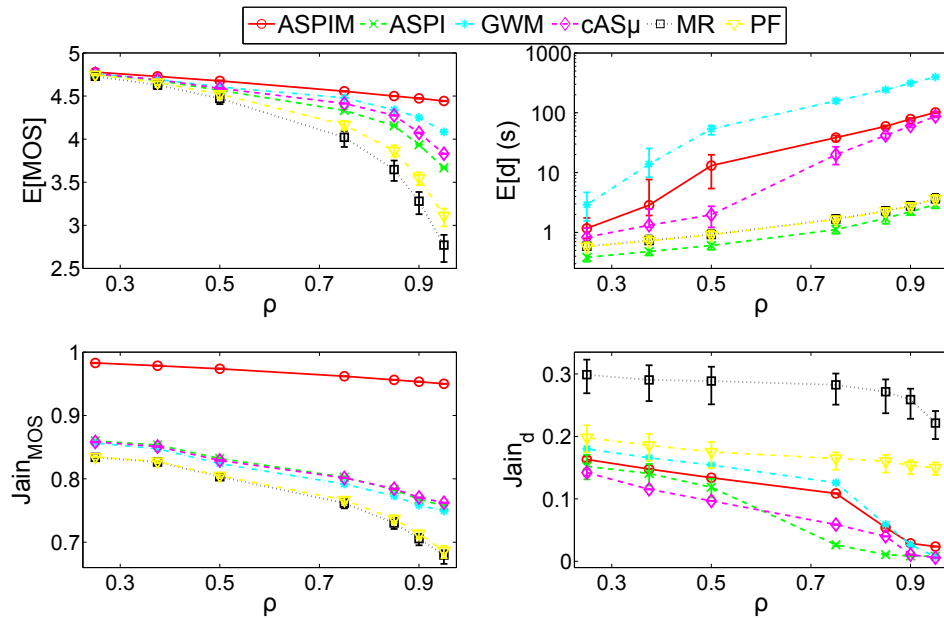 ASPIM ASPI GWM cASμ MR PF
5
4.5
4
3.5
3
2.5
E[MOS]
0.3 0.5 0.7 0.9
ρ
1000
100
10
1
E[d] (s)
0.3 0.5 0.7 0.9
ρ
1
0.9
0.8
0.7
Jain_MOS
0.3 0.5 0.7 0.9
ρ
0.3
0.2
0.1
0
Jain_d
0.3 0.5 0.7 0.9
ρ